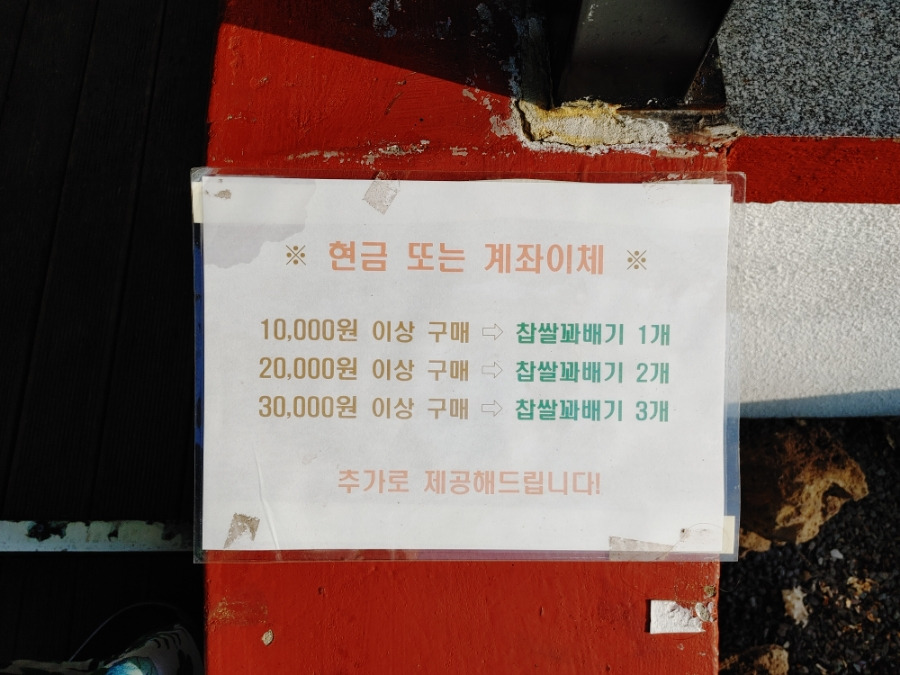 ※ 현금 또는 계좌이체 ※
10,000원 이상 구매 ⇨ 찹쌀꽈배기 1개
20,000원 이상 구매 ⇨ 찹쌀꽈배기 2개
30,000원 이상 구매 ⇨ 찹쌀꽈배기 3개
추가로 제공해드립니다!